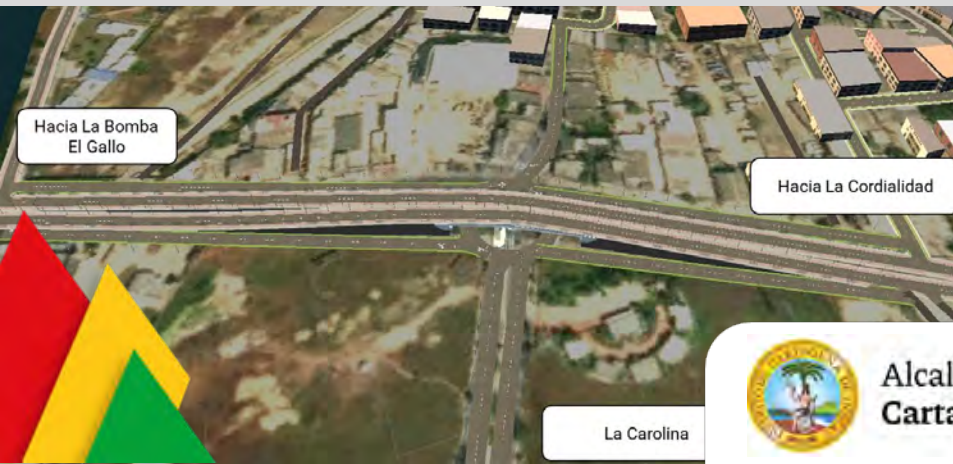 Hacia La Bomba
El Gallo
Hacia La Cordialidad
La Carolina
Alcal
Carta